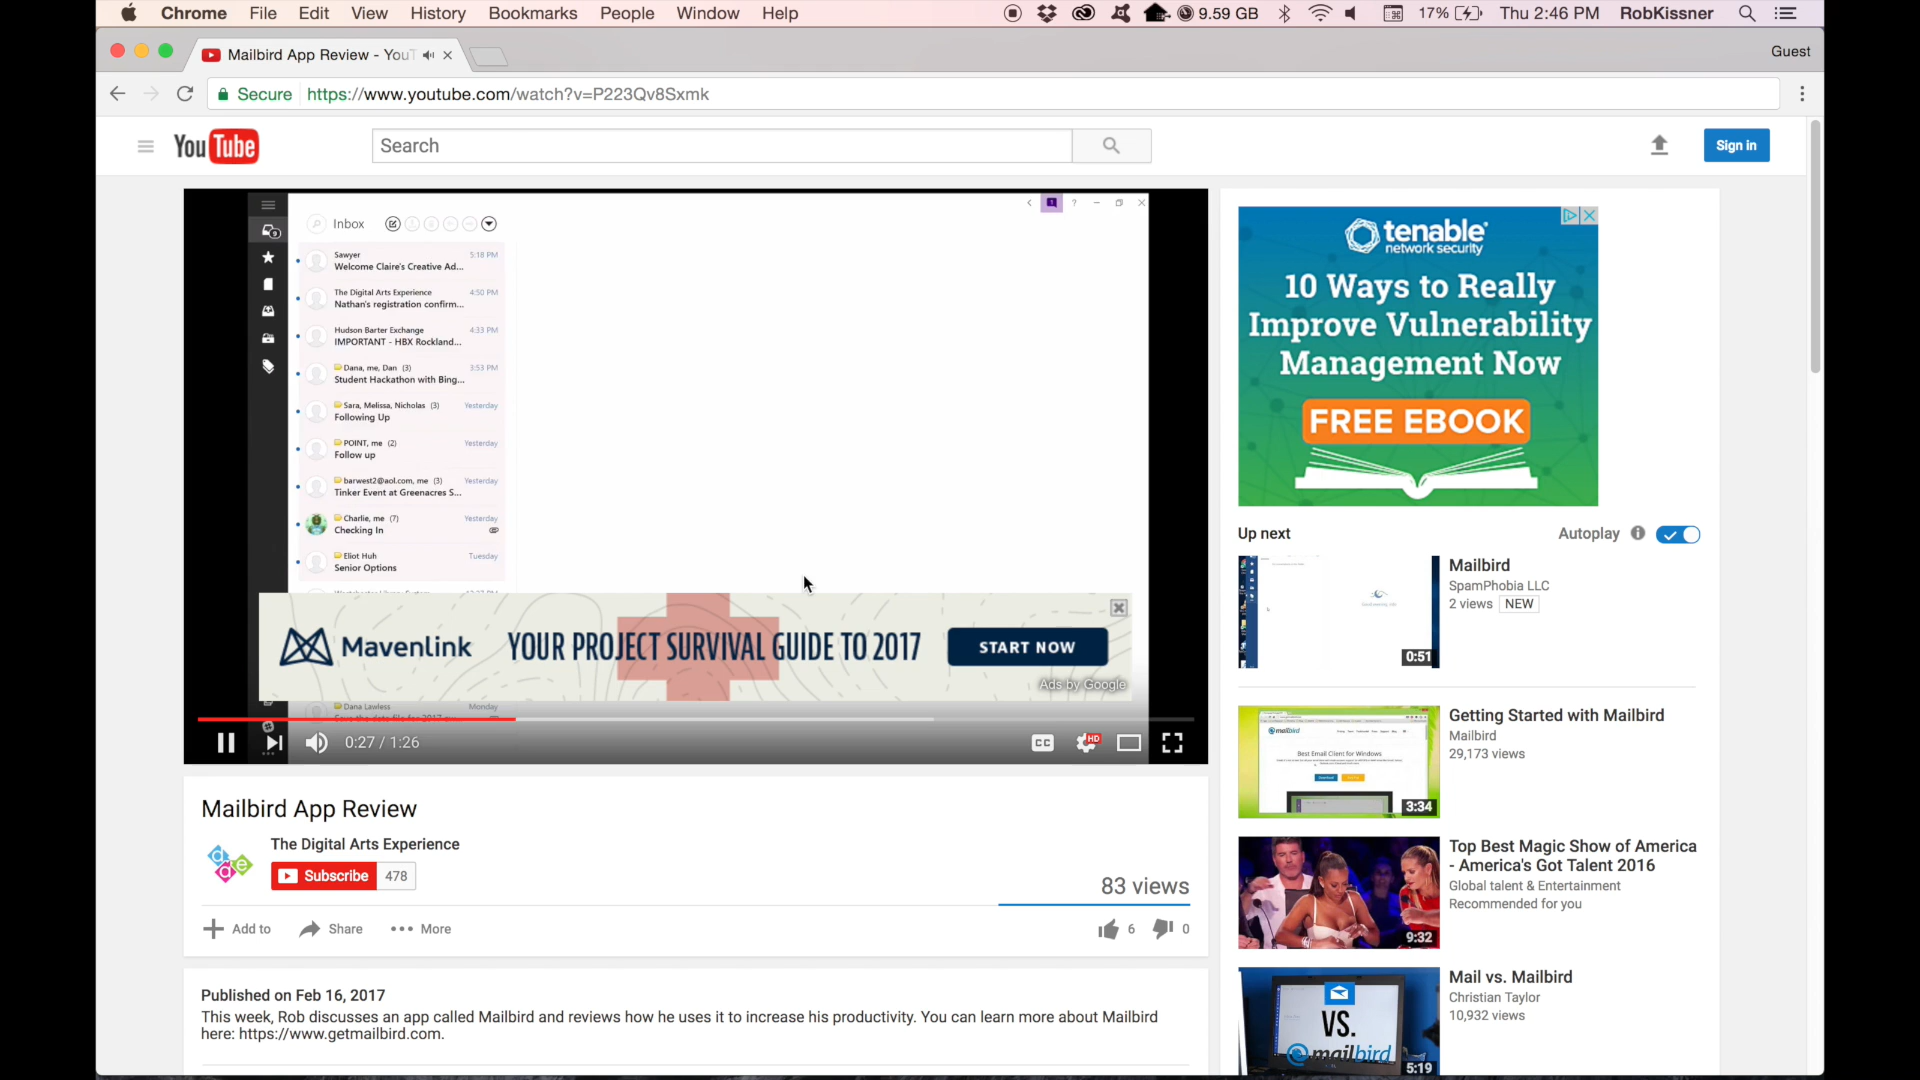 Chrome File Edit View History Bookmarks People Window Help
9.59 GB 17% Thu 2:46 PM RobKissner
Mailbird App Review - YouT
Guest
Secure https://www.youtube.com/watch?v=P223Qv8Sxmk
YouTube
Search
Sign in
Inbox
9
Sawyer 5:18 PM
Welcome Claire's Creative Ad...
The Digital Arts Experience 4:50 PM
Nathan's registration confirm...
Hudson Barter Exchange 4:33 PM
IMPORTANT - HBX Rockland...
Dana, me, Dan (3) 3:53 PM
Student Hackathon with Bing...
Sara, Melissa, Nicholas (3) Yesterday
Following Up
POINT, me (2) Yesterday
Follow up
barwest2@aol.com, me (3) Yesterday
Tinker Event at Greenacres S...
Charlie, me (7) Yesterday
Checking In
Eliot Huh Tuesday
Senior Options
Mavenlink YOUR PROJECT SURVIVAL GUIDE TO 2017 START NOW
Ads by Google
Dana Lawless Monday
0:27 / 1:26
CC HD
Mailbird App Review
The Digital Arts Experience
Subscribe 478
83 views
Add to Share More
6 0
Published on Feb 16, 2017
This week, Rob discusses an app called Mailbird and reviews how he uses it to increase his productivity. You can learn more about Mailbird
here: https://www.getmailbird.com.
tenable
network security
10 Ways to Really
Improve Vulnerability
Management Now
FREE EBOOK
Up next Autoplay
Mailbird
SpamPhobia LLC
2 views NEW
0:51
Getting Started with Mailbird
Mailbird
29,173 views
mailbird
Best Email Client for Windows
3:34
Top Best Magic Show of America
- America's Got Talent 2016
Global talent & Entertainment
Recommended for you
9:32
Mail vs. Mailbird
Christian Taylor
10,932 views
VS.
mailbird
5:19